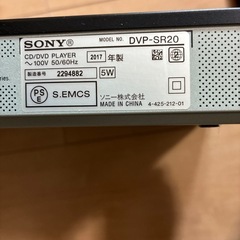 SONY® MODEL NO. DVP-SR20
CD/DVD PLAYER 2017 年製
～100V 50/60Hz
製造番号 2294882 5W
PS
E
S.EMCS
ソニー株式会社
MADE IN CHINA 4-425-212-01